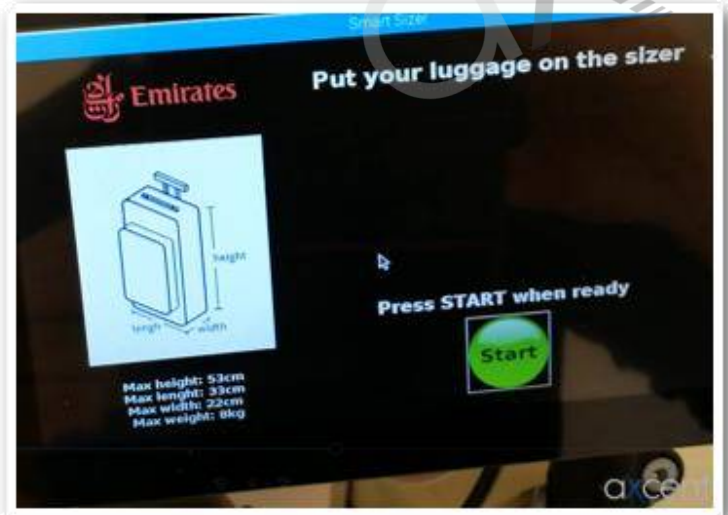 Smart Sizer
Emirates
Put your luggage on the sizer
height
lengh
width
Press START when ready
Start
Max height: 53cm
Max lenght: 33cm
Max width: 22cm
Max weight: 8kg
axcent